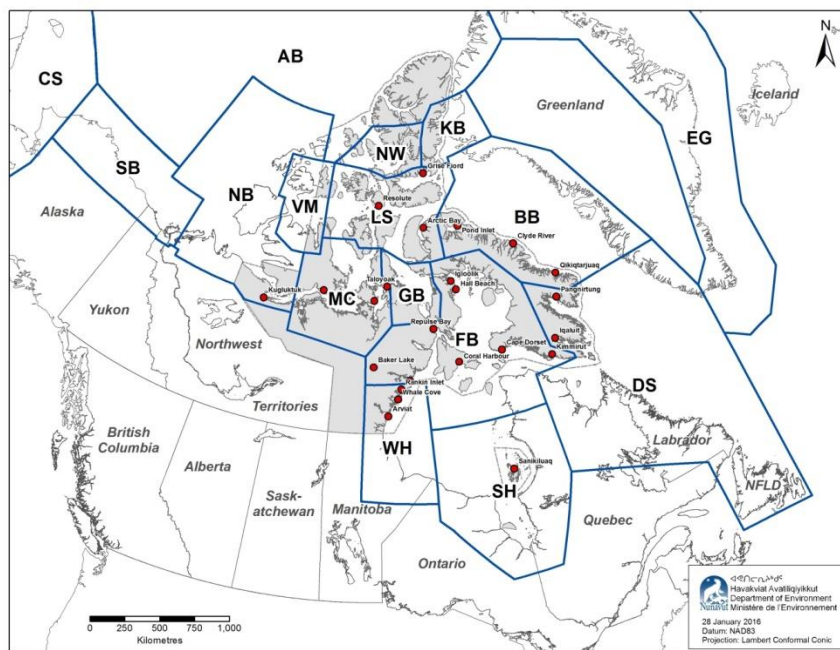 AB
CS
Iceland
Greenland
KB
EG
NW
SB
Grise Fiord
NB
VM
Resolute
LS
BB
Alaska
Arctic Bay
Pond Inlet
Clyde River
Qikiqtarjuaq
Igloolik
Taloyoak
Hall Beach
Kugluktuk
MC
GB
Pangnirtung
Yukon
Repulse Bay
FB
Iqaluit
Northwest
Cape Dorset
Kimmirut
Baker Lake
Coral Harbour
Rankin Inlet
DS
Territories
Whale Cove
Arviat
British
Columbia
WH
Labrador
Alberta
Sanikiluaq
Sask-
atchewan
SH
NFLD
Manitoba
Quebec
Ontario
N
0 250 500 1,000
Kilometres
Nunavut
Havakviat Avatiliqiyikkut
Department of Environment
Ministère de l'Environnement
28 January 2016
Datum: NAD83
Projection: Lambert Conformal Conic